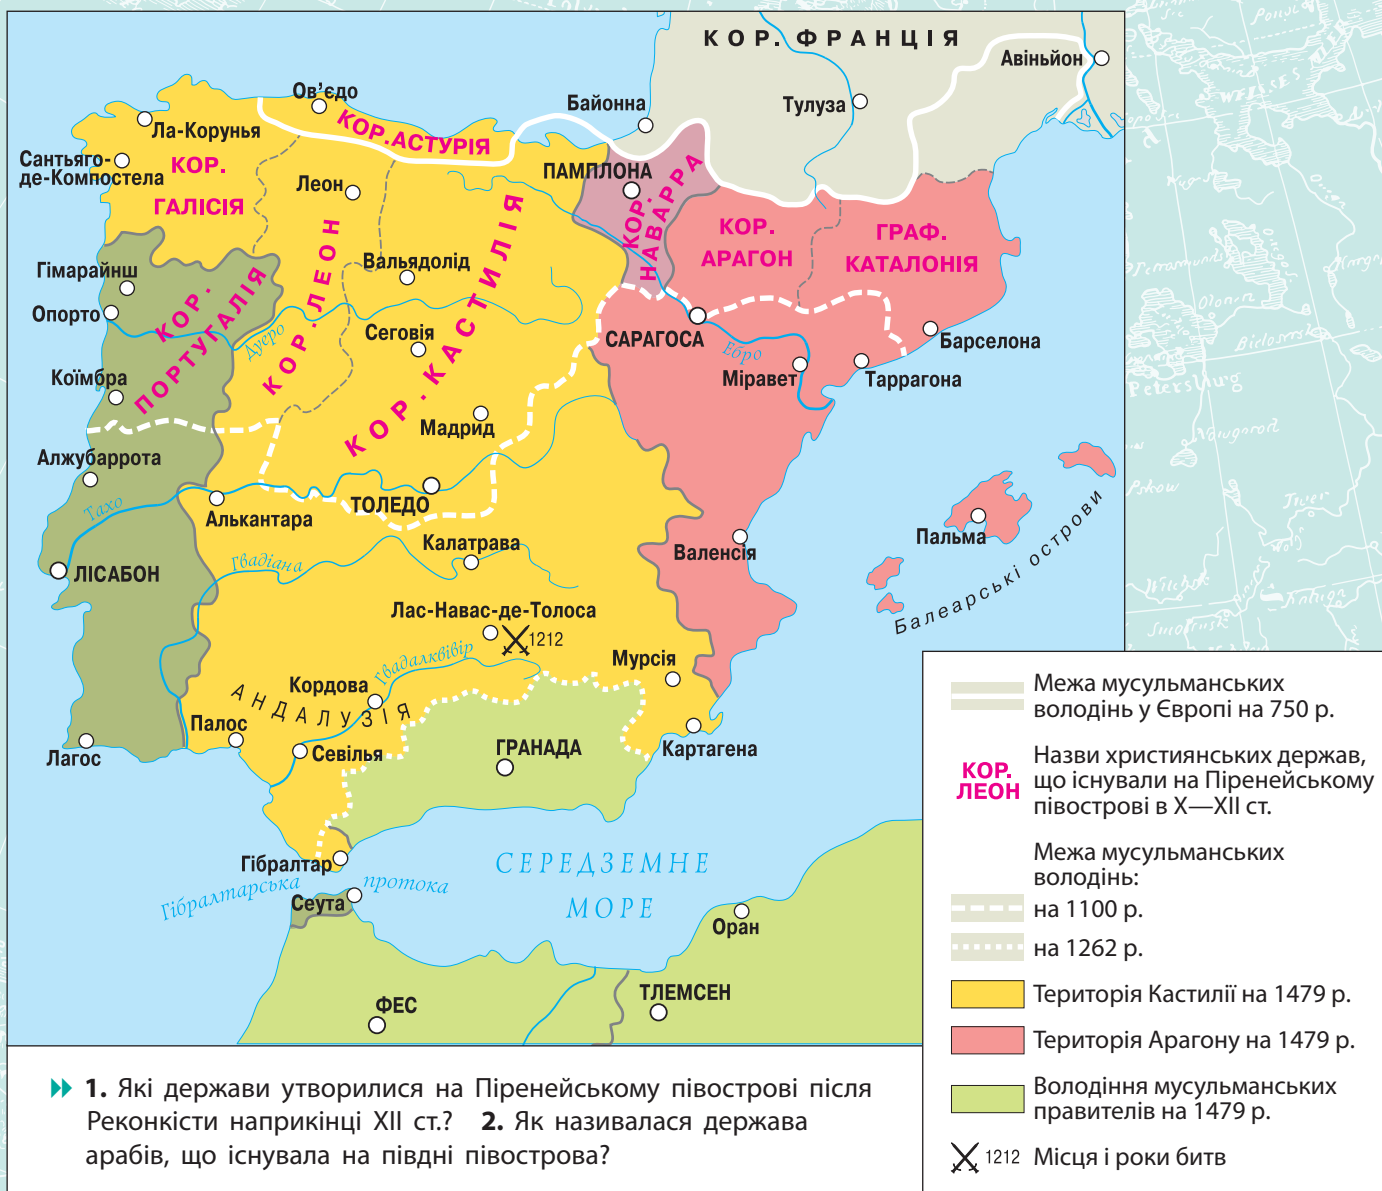 КОР. ФРАНЦІЯ
Авіньйон
Ов’єдо
Байонна
Тулуза
Ла-Корунья
КОР. АСТУРІЯ
Сантьяго-
де-Компостела
КОР.
ГАЛІСІЯ
Леон
ПАМПЛОНА
КОР.
НАВАРРА
КОР.
АРАГОН
ГРАФ.
КАТАЛОНІЯ
Гімарайнш
Вальядолід
Опорто
КОР.
ПОРТУГАЛІЯ
КОР. ЛЕОН
КОР. КАСТИЛІЯ
Дуеро
Сеговія
САРАГОСА
Ебро
Барселона
Коїмбра
Міравет
Таррагона
Мадрид
Алжубаррота
Тахо
Алькантара
ТОЛЕДО
Калатрава
Валенсія
Пальма
Балеарські острови
ЛІСАБОН
Гвадіана
Лас-Навас-де-Толоса
1212
Гвадалквівір
Мурсія
Кордова
АНДАЛУЗІЯ
Палос
Лагос
Севілья
ГРАНАДА
Картагена
Гібралтар
Гібралтарська протока
СЕРЕДЗЕМНЕ
МОРЕ
Сеута
Оран
ФЕС
ТЛЕМСЕН
Межа мусульманських
володінь у Європі на 750 р.
КОР.
ЛЕОН
Назви християнських держав,
що існували на Піренейському
півострові в X—XII ст.
Межа мусульманських
володінь:
на 1100 р.
на 1262 р.
Територія Кастилії на 1479 р.
Територія Арагону на 1479 р.
Володіння мусульманських
правителів на 1479 р.
1212 Місця і роки битв
1. Які держави утворилися на Піренейському півострові після
Реконкісти наприкінці XII ст.? 2. Як називалася держава
арабів, що існувала на півдні півострова?
Petersburg
Nowgorod